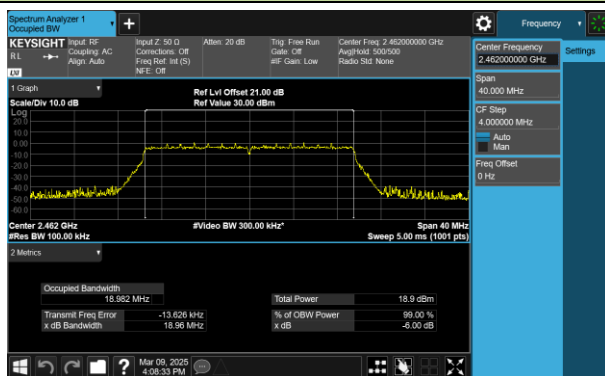 Spectrum Analyzer 1
Occupied BW
+
Frequency
KEYSIGHT
RL
LXI
Input: RF
Coupling: AC
Align: Auto
Input Z: 50 Ω
Corrections: Off
Freq Ref: Int (S)
NFE: Off
Atten: 20 dB
Trig: Free Run
Gate: Off
#IF Gain: Low
Center Freq: 2.462000000 GHz
Avg|Hold: 500/500
Radio Std: None
Center Frequency
2.462000000 GHz
Settings
Span
40.000 MHz
CF Step
4.000000 MHz
Auto
Man
Freq Offset
0 Hz
1 Graph
Scale/Div 10.0 dB
Ref Lvl Offset 21.00 dB
Ref Value 30.00 dBm
Log
20.0
10.0
0.00
-10.0
-20.0
-30.0
-40.0
-50.0
-60.0
Center 2.462 GHz
#Res BW 100.00 kHz
#Video BW 300.00 kHz*
Span 40 MHz
Sweep 5.00 ms (1001 pts)
2 Metrics
Occupied Bandwidth
18.982 MHz
Total Power 18.9 dBm
Transmit Freq Error -13.626 kHz
% of OBW Power 99.00 %
x dB Bandwidth 18.96 MHz
x dB -6.00 dB
?
Mar 09, 2025
4:08:33 PM